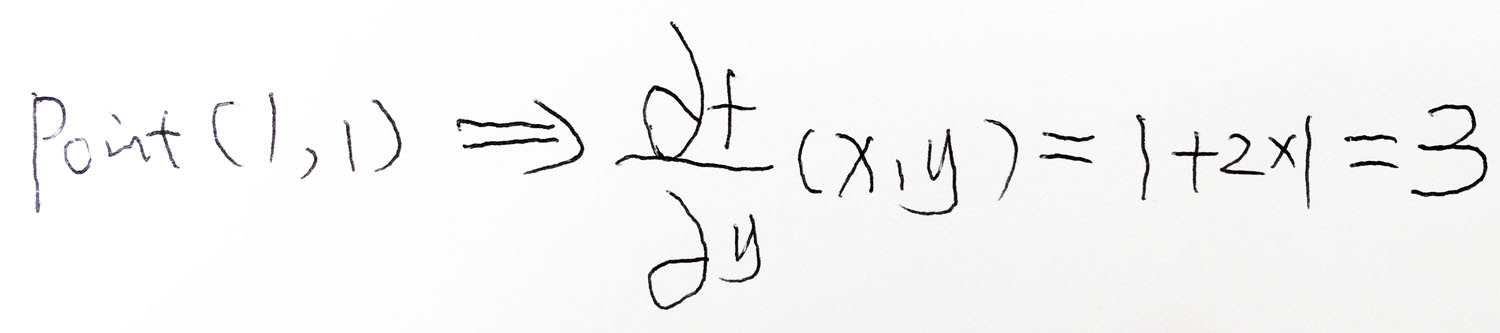 Point (1,1) ⟹ ∂f/∂y (x,y) = 1+2×1 = 3